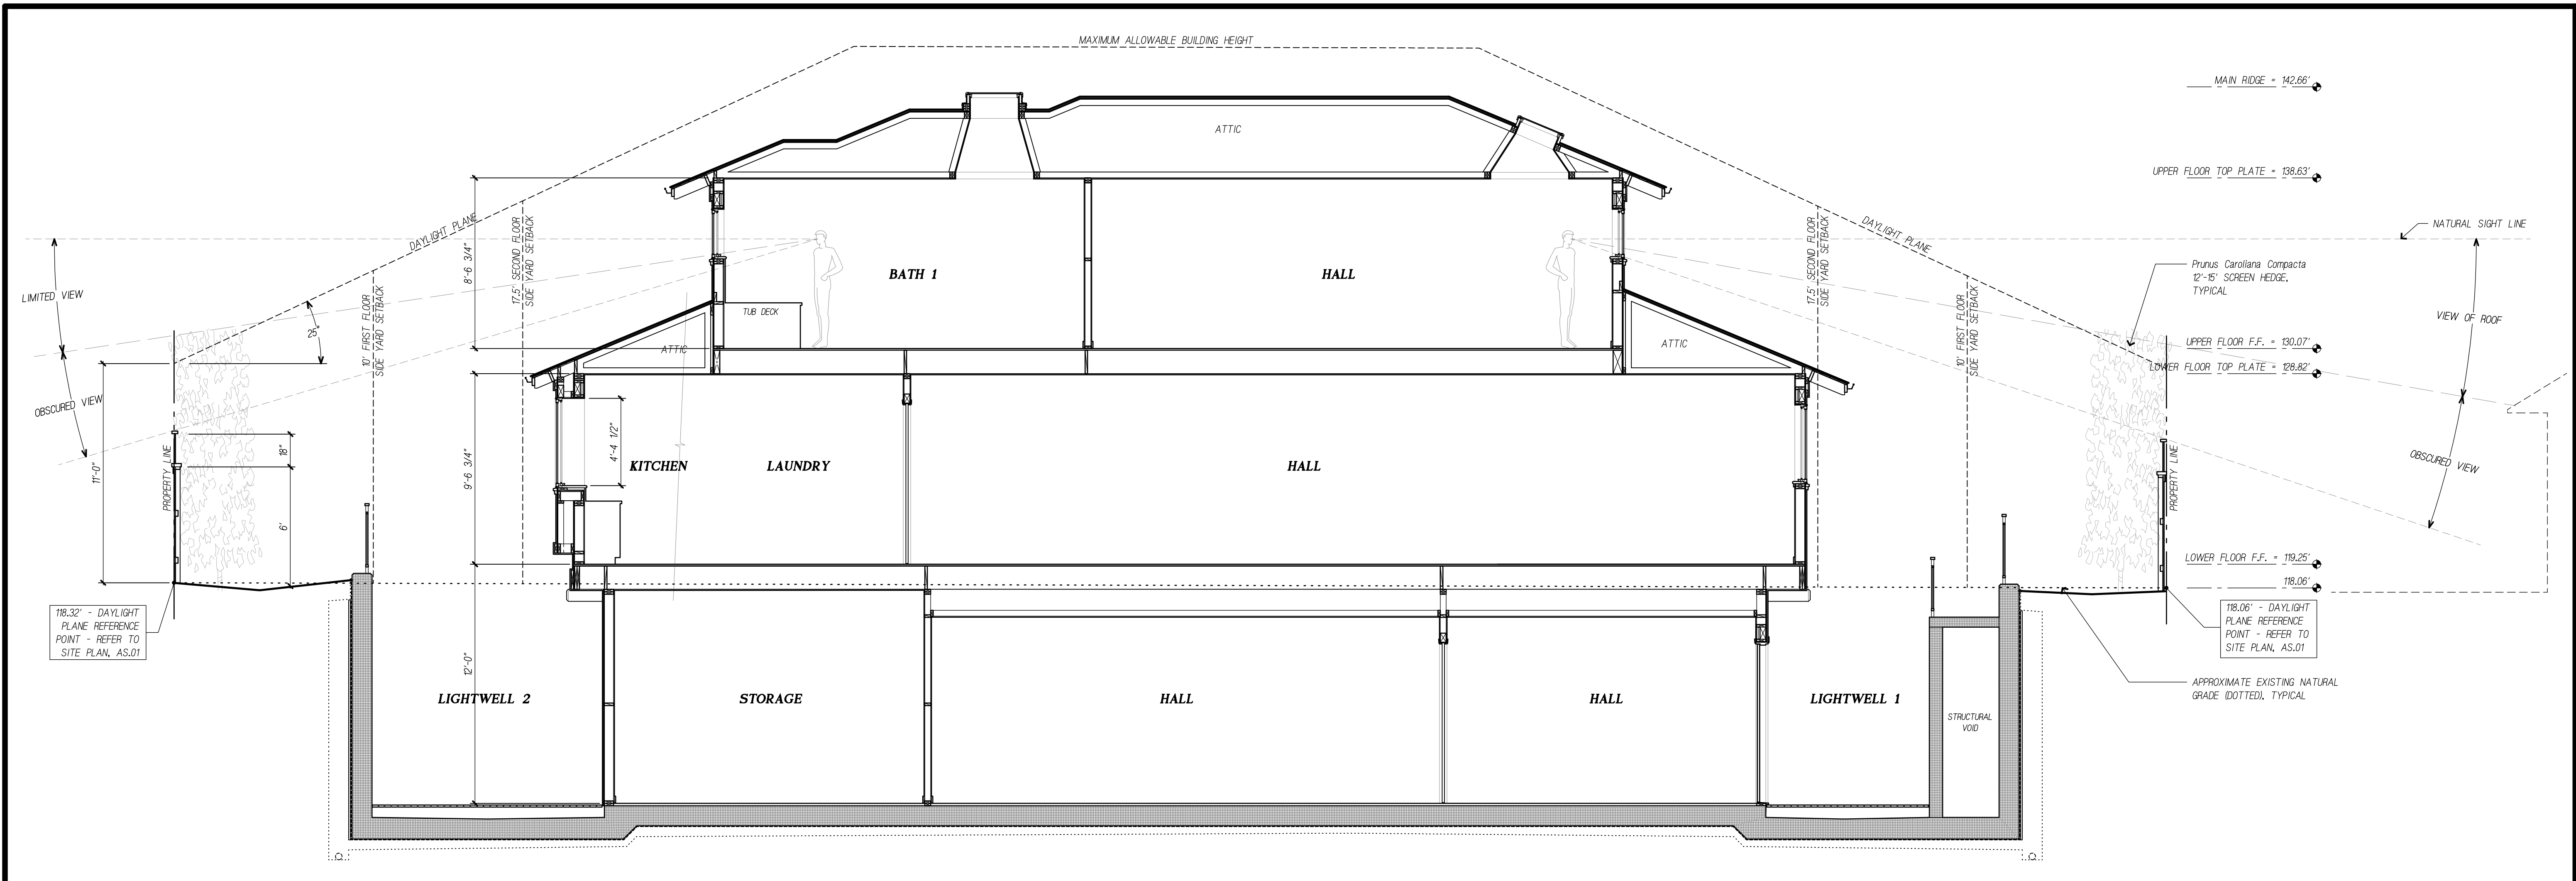 MAXIMUM ALLOWABLE BUILDING HEIGHT
MAIN RIDGE = 142.66'
ATTIC
UPPER FLOOR TOP PLATE = 138.63'
DAYLIGHT PLANE
17.5' SECOND FLOOR
SIDE YARD SETBACK
8'-6 3/4"
BATH 1
HALL
17.5' SECOND FLOOR
SIDE YARD SETBACK
DAYLIGHT PLANE
NATURAL SIGHT LINE
Prunus Caroliana Compacta
12'-15' SCREEN HEDGE,
TYPICAL
LIMITED VIEW
25°
10' FIRST FLOOR
SIDE YARD SETBACK
TUB DECK
ATTIC
ATTIC
10' FIRST FLOOR
SIDE YARD SETBACK
VIEW OF ROOF
UPPER FLOOR F.F. = 130.07'
LOWER FLOOR TOP PLATE = 128.82'
OBSCURED VIEW
11'-0"
PROPERTY LINE
18"
6'
9'-6 3/4"
4'-4 1/2"
KITCHEN
LAUNDRY
HALL
PROPERTY LINE
OBSCURED VIEW
LOWER FLOOR F.F. = 119.25'
118.06'
118.32' - DAYLIGHT
PLANE REFERENCE
POINT - REFER TO
SITE PLAN, AS.01
118.06' - DAYLIGHT
PLANE REFERENCE
POINT - REFER TO
SITE PLAN, AS.01
12'-0"
LIGHTWELL 2
STORAGE
HALL
HALL
LIGHTWELL 1
STRUCTURAL
VOID
APPROXIMATE EXISTING NATURAL
GRADE (DOTTED), TYPICAL